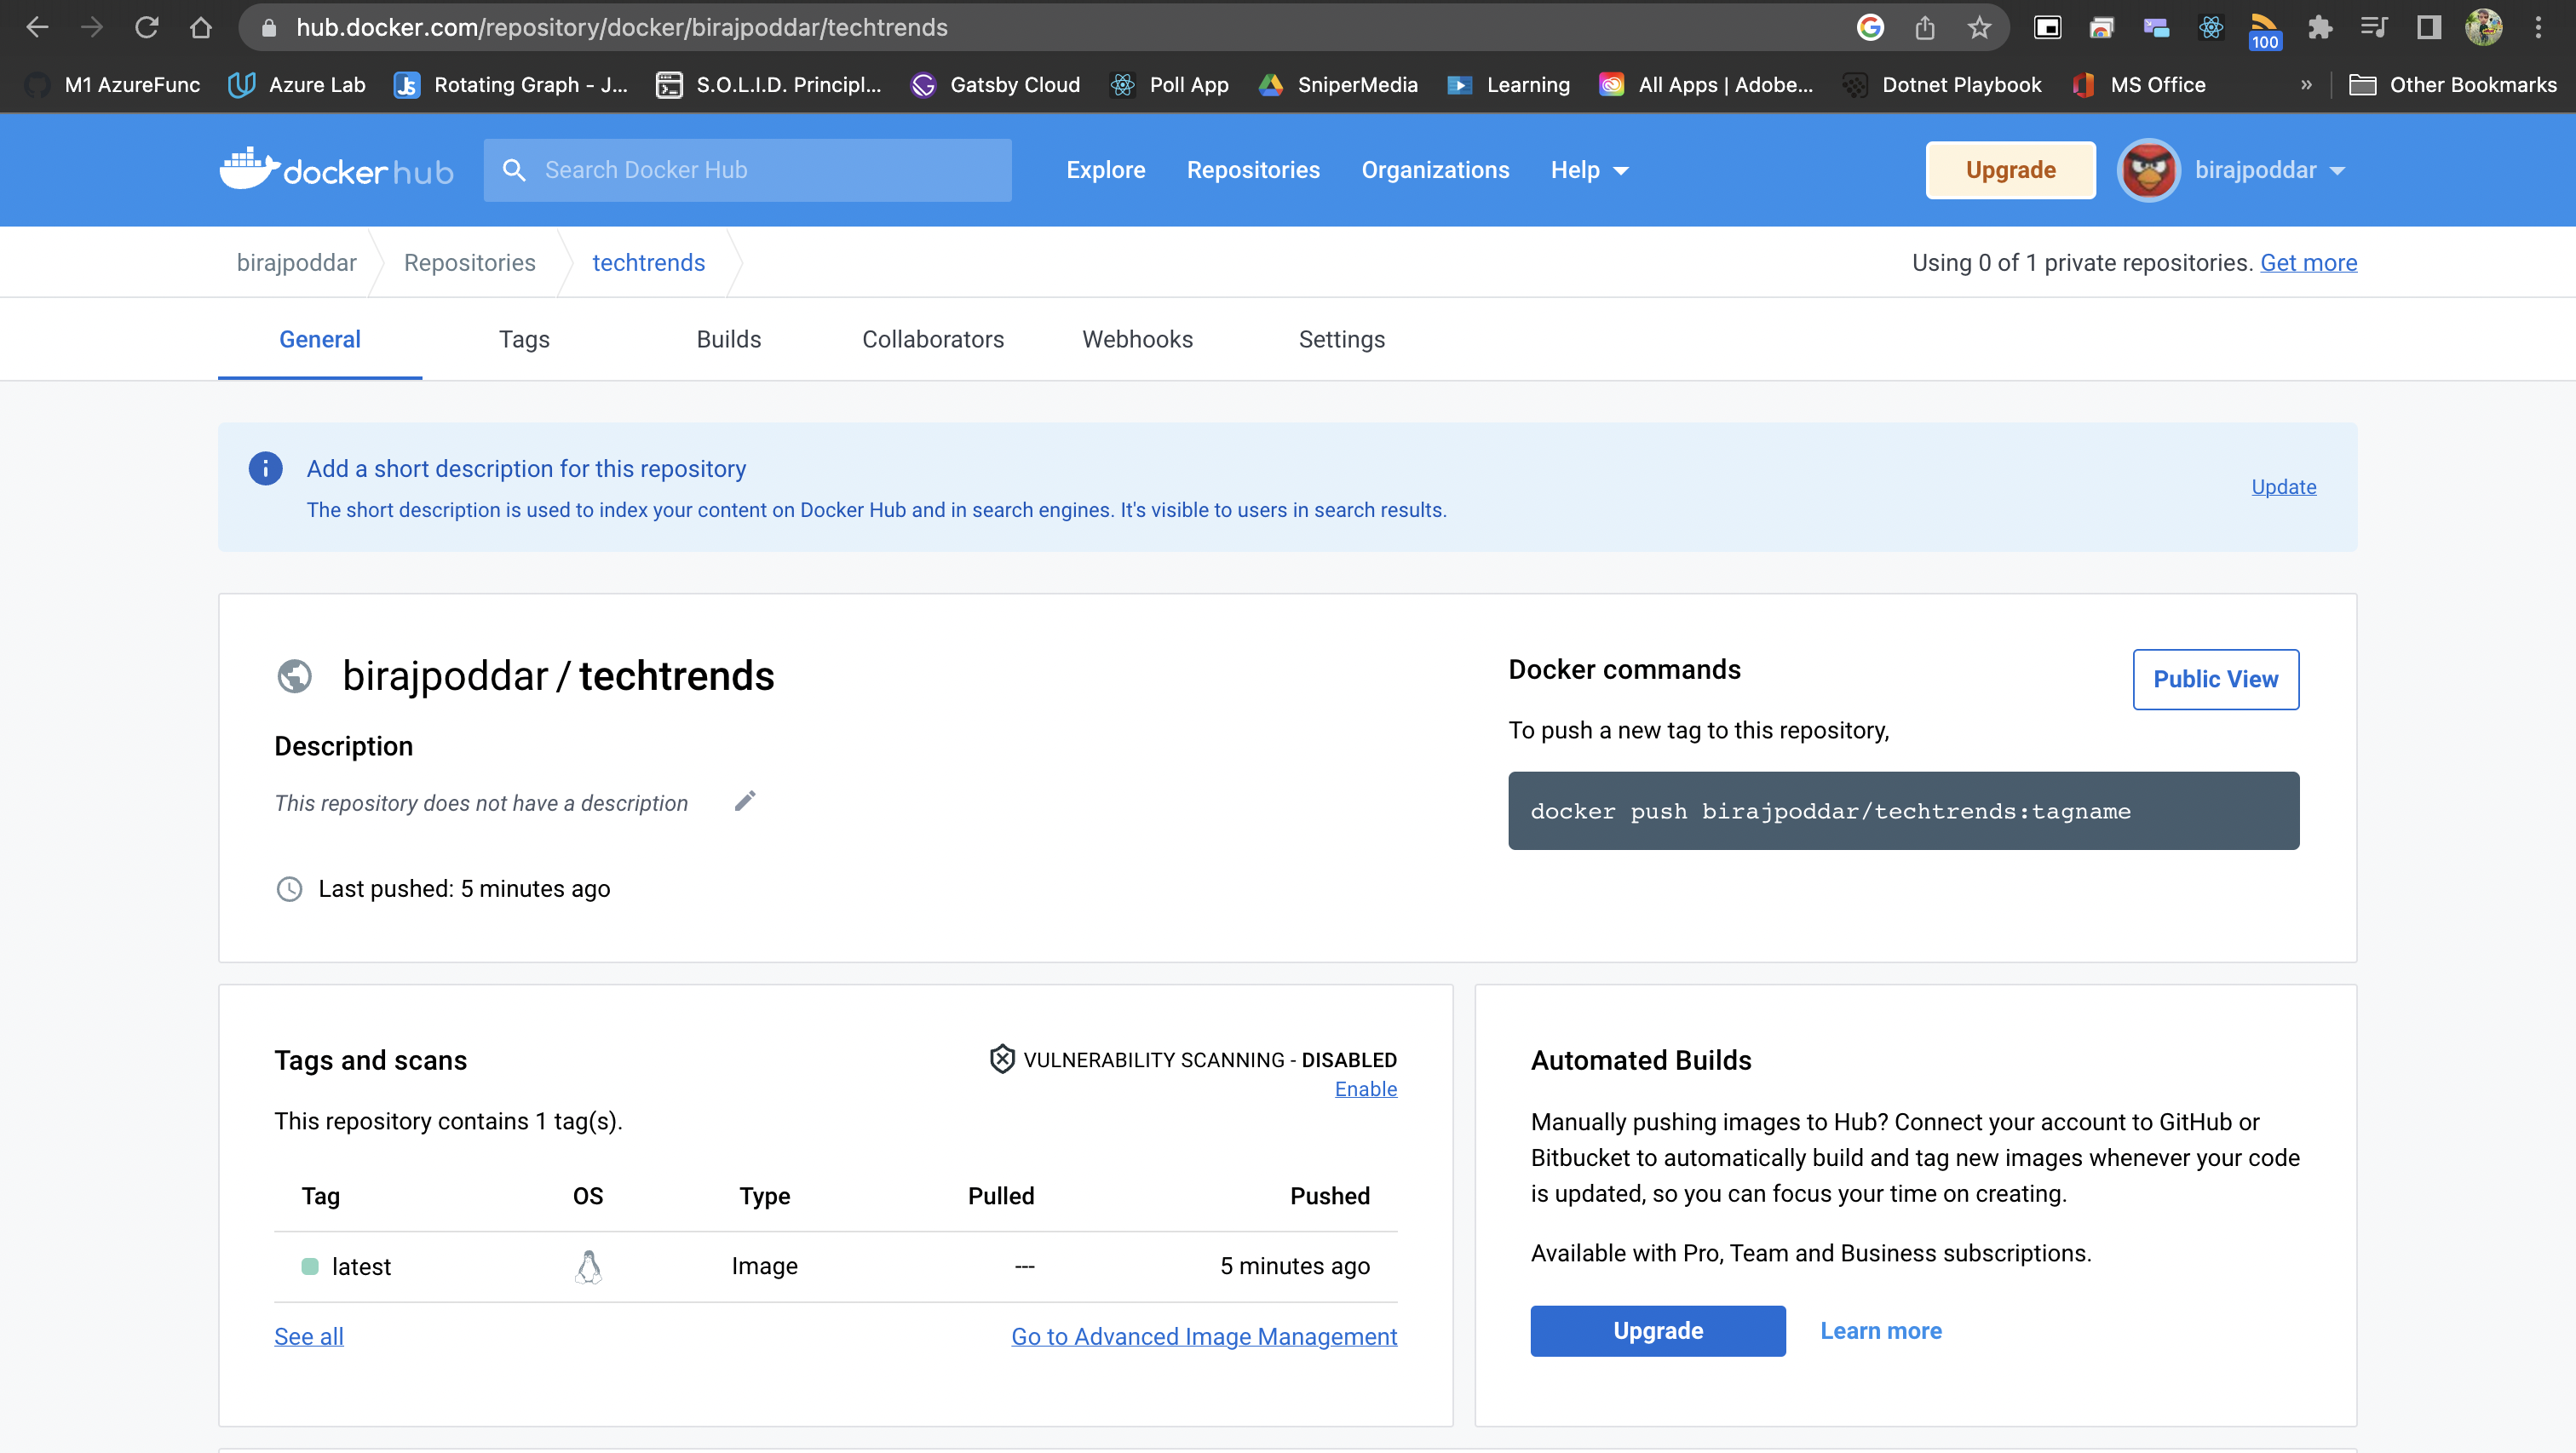 hub.docker.com/repository/docker/birajpoddar/techtrends
100
M1 AzureFunc Azure Lab Rotating Graph - J... S.O.L.I.D. Principl... Gatsby Cloud Poll App SniperMedia Learning All Apps | Adobe... Dotnet Playbook MS Office » Other Bookmarks
docker hub Search Docker Hub Explore Repositories Organizations Help Upgrade birajpoddar
birajpoddar Repositories techtrends Using 0 of 1 private repositories. Get more
General Tags Builds Collaborators Webhooks Settings
Add a short description for this repository
The short description is used to index your content on Docker Hub and in search engines. It's visible to users in search results.
Update
birajpoddar / techtrends
Description
This repository does not have a description
Last pushed: 5 minutes ago
Docker commands
Public View
To push a new tag to this repository,
docker push birajpoddar/techtrends:tagname
Tags and scans
VULNERABILITY SCANNING - DISABLED
Enable
This repository contains 1 tag(s).
Tag OS Type Pulled Pushed
latest Image --- 5 minutes ago
See all Go to Advanced Image Management
Automated Builds
Manually pushing images to Hub? Connect your account to GitHub or
Bitbucket to automatically build and tag new images whenever your code
is updated, so you can focus your time on creating.
Available with Pro, Team and Business subscriptions.
Upgrade Learn more